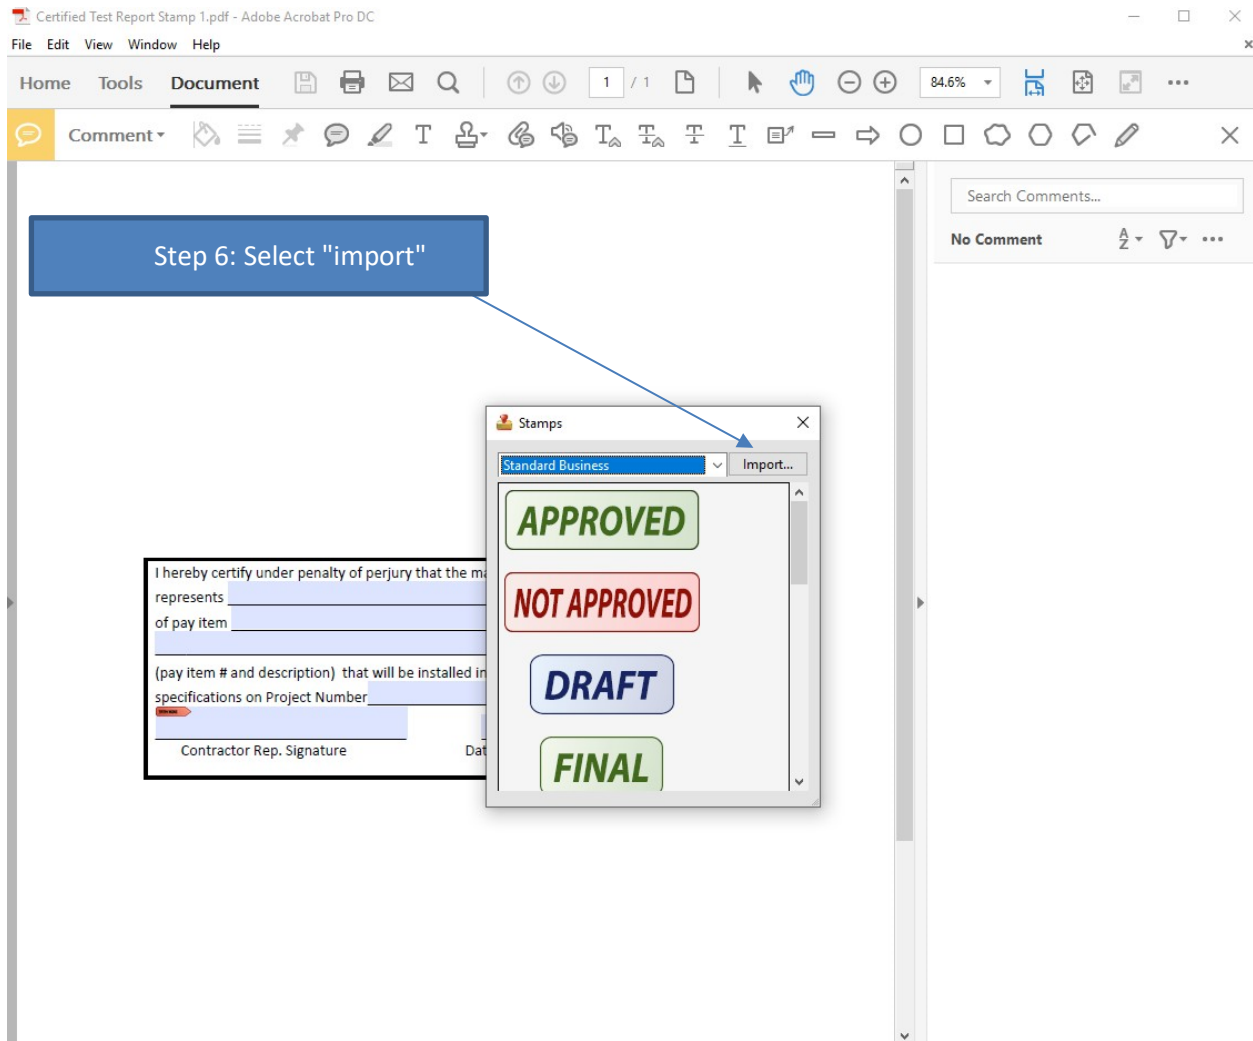 Certified Test Report Stamp 1.pdf - Adobe Acrobat Pro DC
File Edit View Window Help
Home Tools Document 1 / 1 84.6%
Comment
Search Comments...
No Comment
Step 6: Select "import"
Stamps
Standard Business Import...
APPROVED
NOT APPROVED
DRAFT
FINAL
I hereby certify under penalty of perjury that the
represents
of pay item
(pay item # and description) that will be installed in
specifications on Project Number
Contractor Rep. Signature